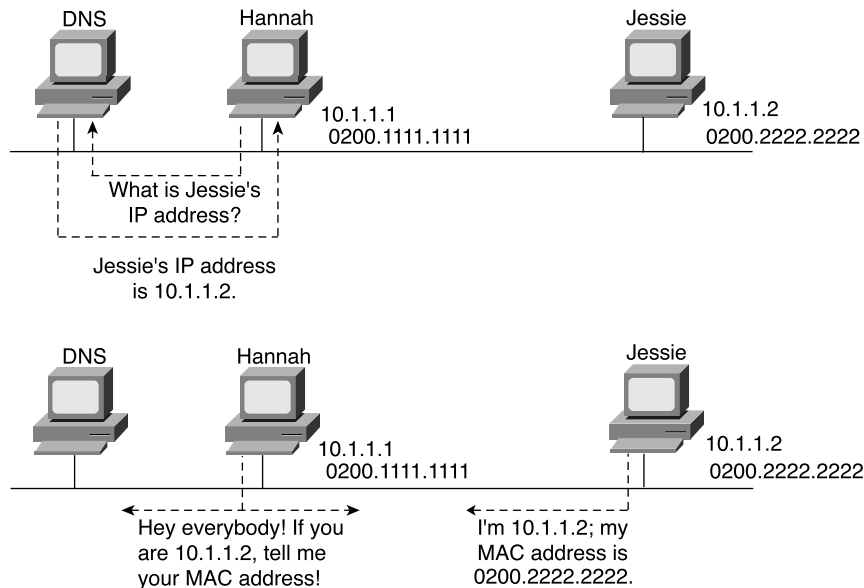 DNS
Hannah
Jessie
10.1.1.1
0200.1111.1111
10.1.1.2
0200.2222.2222
What is Jessie's
IP address?
Jessie's IP address
is 10.1.1.2.
DNS
Hannah
Jessie
10.1.1.1
0200.1111.1111
10.1.1.2
0200.2222.2222
Hey everybody! If you
are 10.1.1.2, tell me
your MAC address!
I'm 10.1.1.2; my
MAC address is
0200.2222.2222.